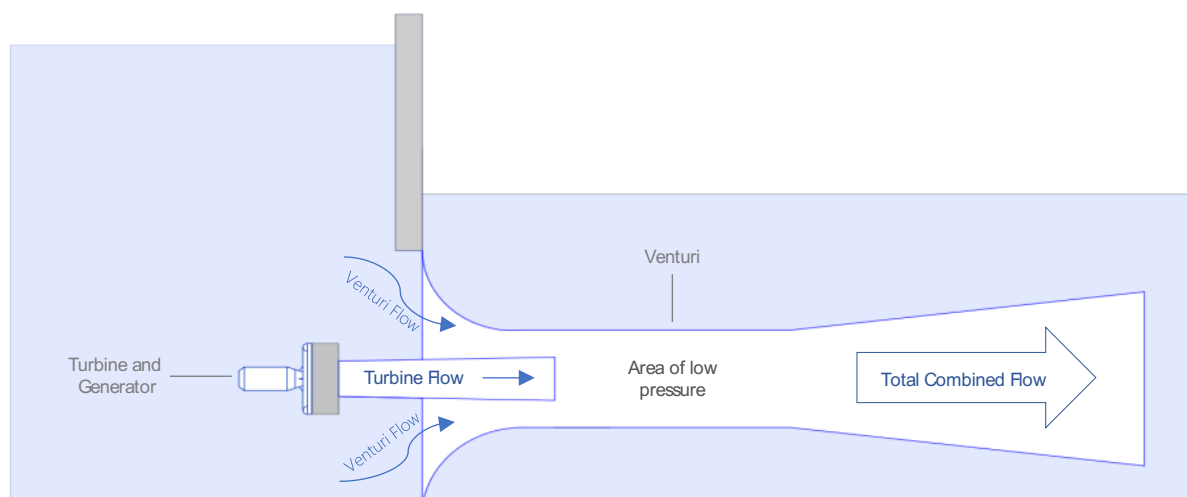 Venturi
Venturi Flow
Turbine and
Generator
Turbine Flow
Area of low
pressure
Total Combined Flow
Venturi Flow